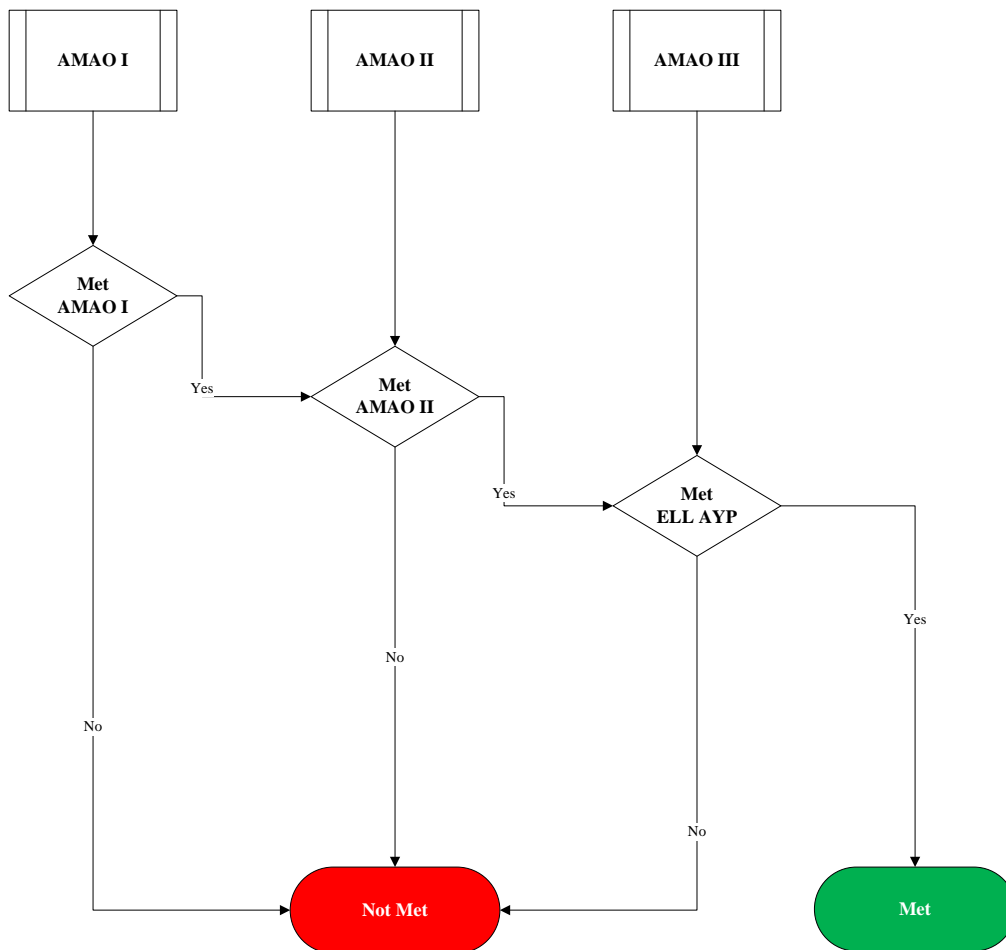 AMAO I
AMAO II
AMAO III
Met
AMAO I
Yes
Met
AMAO II
Yes
Met
ELL AYP
Yes
No
No
No
Not Met
Met